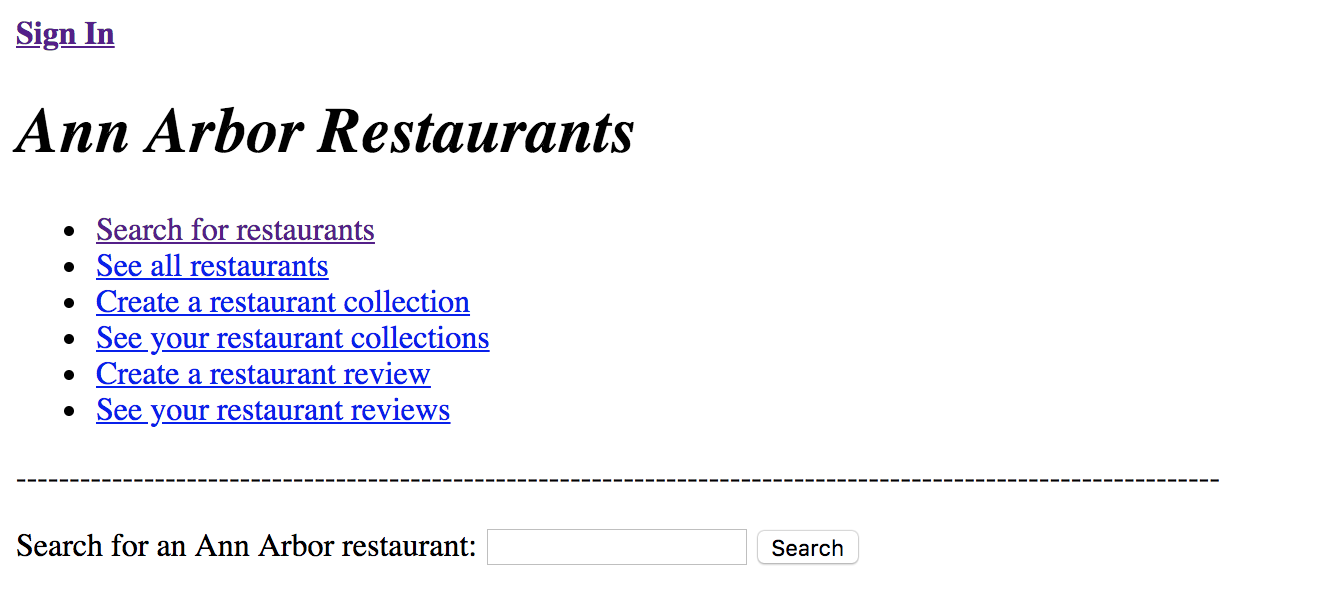 Sign In
Ann Arbor Restaurants
• Search for restaurants
• See all restaurants
• Create a restaurant collection
• See your restaurant collections
• Create a restaurant review
• See your restaurant reviews
-----------------------------------------------------------------------------------------------------------------
Search for an Ann Arbor restaurant: Search